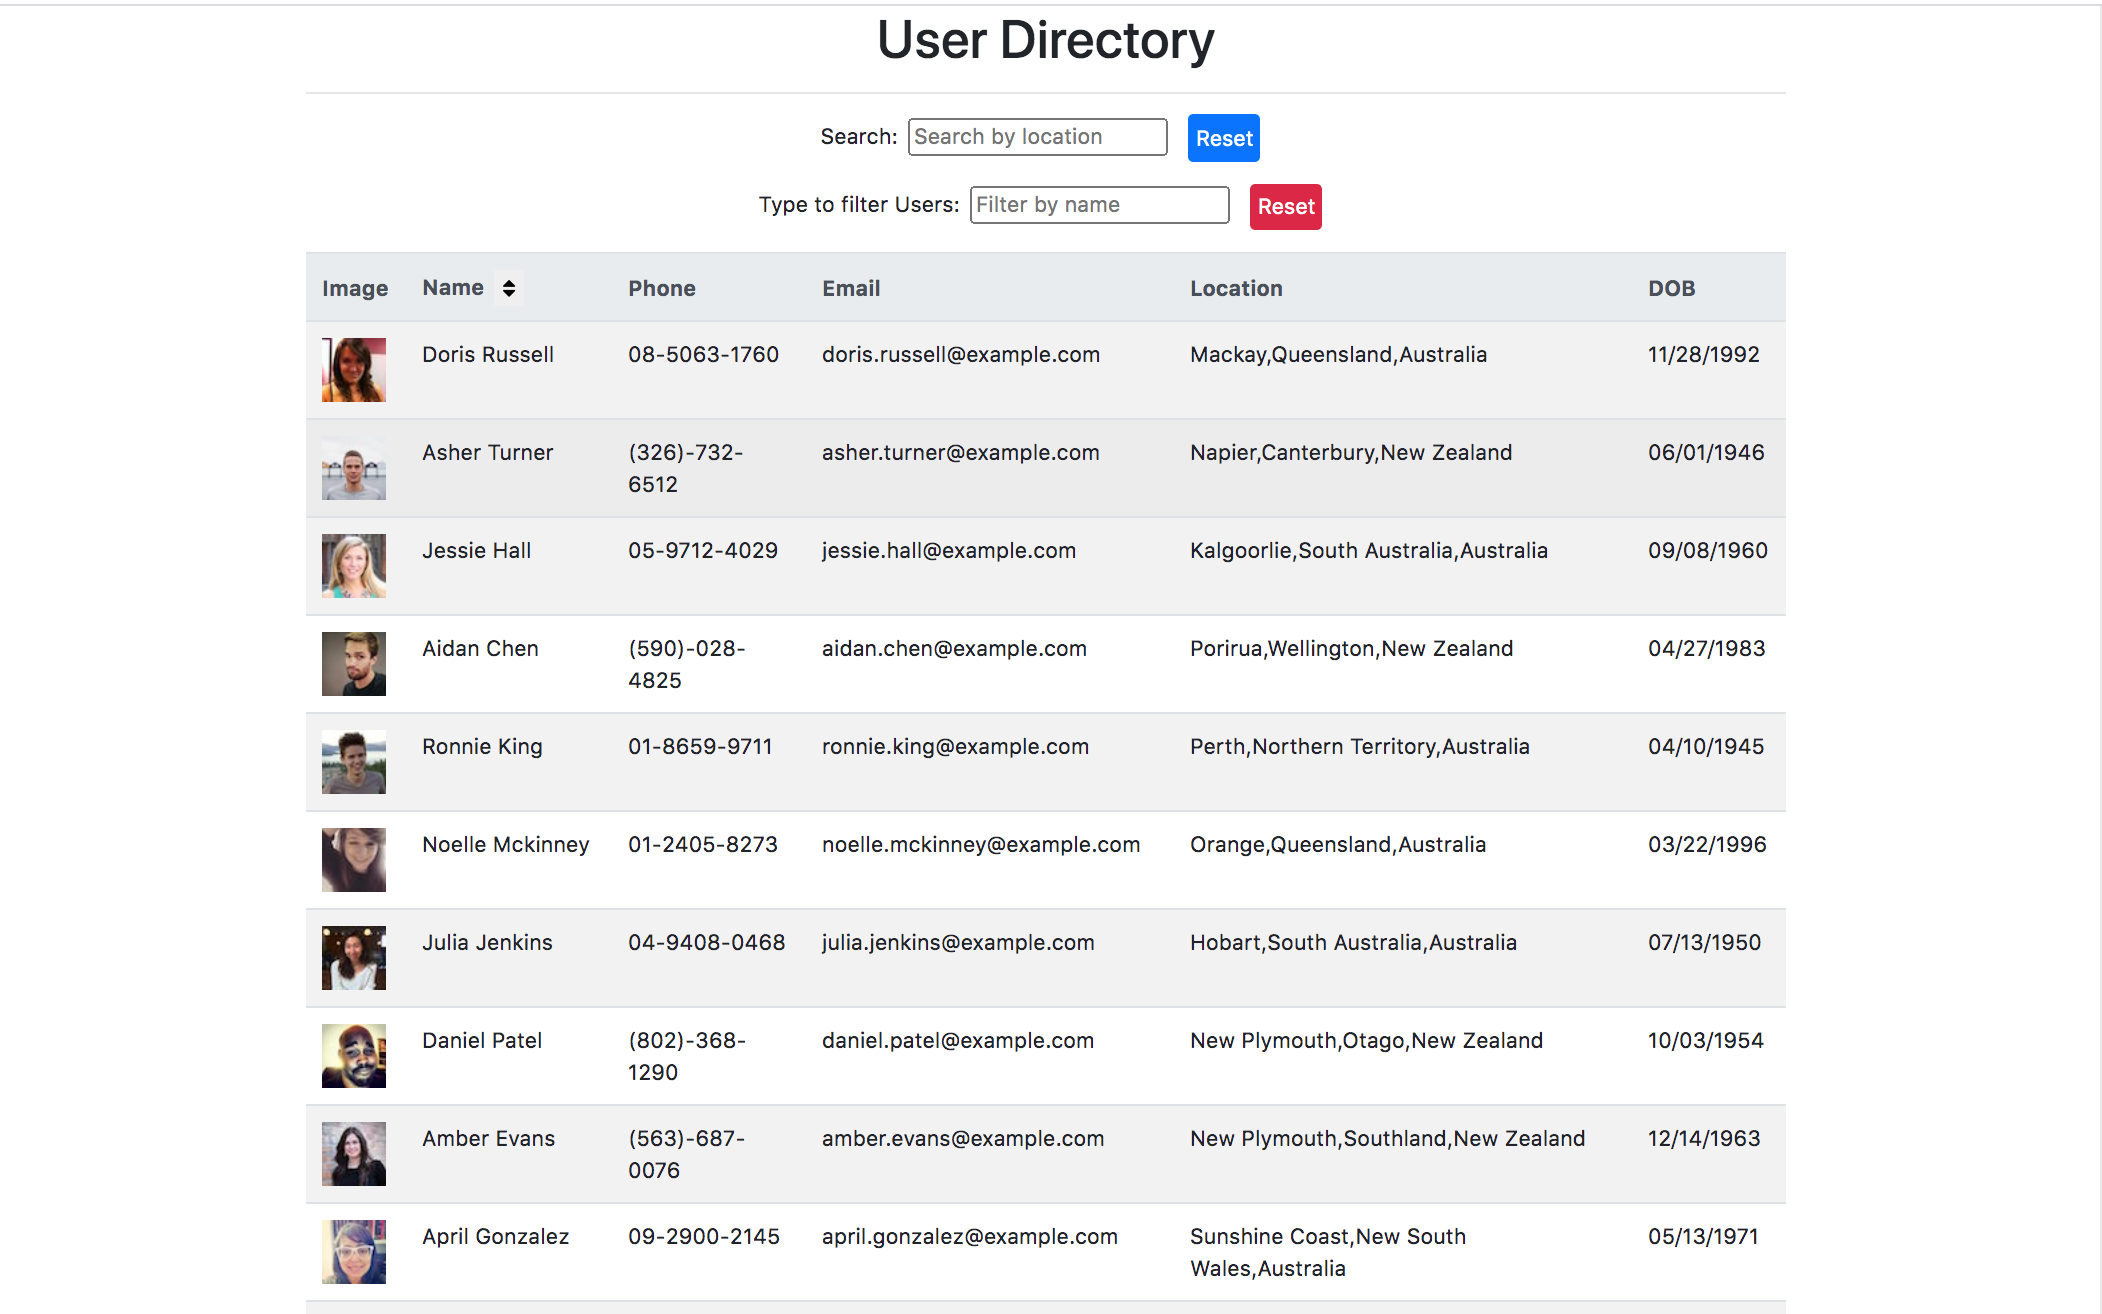 User Directory
Search: Search by location Reset
Type to filter Users: Filter by name Reset
Image Name Phone Email Location DOB
Doris Russell 08-5063-1760 doris.russell@example.com Mackay,Queensland,Australia 11/28/1992
Asher Turner (326)-732- asher.turner@example.com Napier,Canterbury,New Zealand 06/01/1946
6512
Jessie Hall 05-9712-4029 jessie.hall@example.com Kalgoorlie,South Australia,Australia 09/08/1960
Aidan Chen (590)-028- aidan.chen@example.com Porirua,Wellington,New Zealand 04/27/1983
4825
Ronnie King 01-8659-9711 ronnie.king@example.com Perth,Northern Territory,Australia 04/10/1945
Noelle Mckinney 01-2405-8273 noelle.mckinney@example.com Orange,Queensland,Australia 03/22/1996
Julia Jenkins 04-9408-0468 julia.jenkins@example.com Hobart,South Australia,Australia 07/13/1950
Daniel Patel (802)-368- daniel.patel@example.com New Plymouth,Otago,New Zealand 10/03/1954
1290
Amber Evans (563)-687- amber.evans@example.com New Plymouth,Southland,New Zealand 12/14/1963
0076
April Gonzalez 09-2900-2145 april.gonzalez@example.com Sunshine Coast,New South 05/13/1971
Wales,Australia